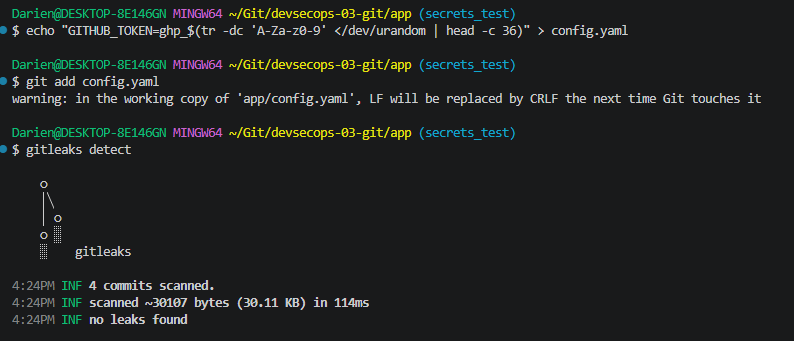 Darien@DESKTOP-8E146GN MINGW64 ~/Git/devsecops-03-git/app (secrets_test)
$ echo "GITHUB_TOKEN=ghp_$(tr -dc 'A-Za-z0-9' </dev/urandom | head -c 36)" > config.yaml
Darien@DESKTOP-8E146GN MINGW64 ~/Git/devsecops-03-git/app (secrets_test)
$ git add config.yaml
warning: in the working copy of 'app/config.yaml', LF will be replaced by CRLF the next time Git touches it
Darien@DESKTOP-8E146GN MINGW64 ~/Git/devsecops-03-git/app (secrets_test)
$ gitleaks detect
gitleaks
4:24PM INF 4 commits scanned.
4:24PM INF scanned ~30107 bytes (30.11 KB) in 114ms
4:24PM INF no leaks found